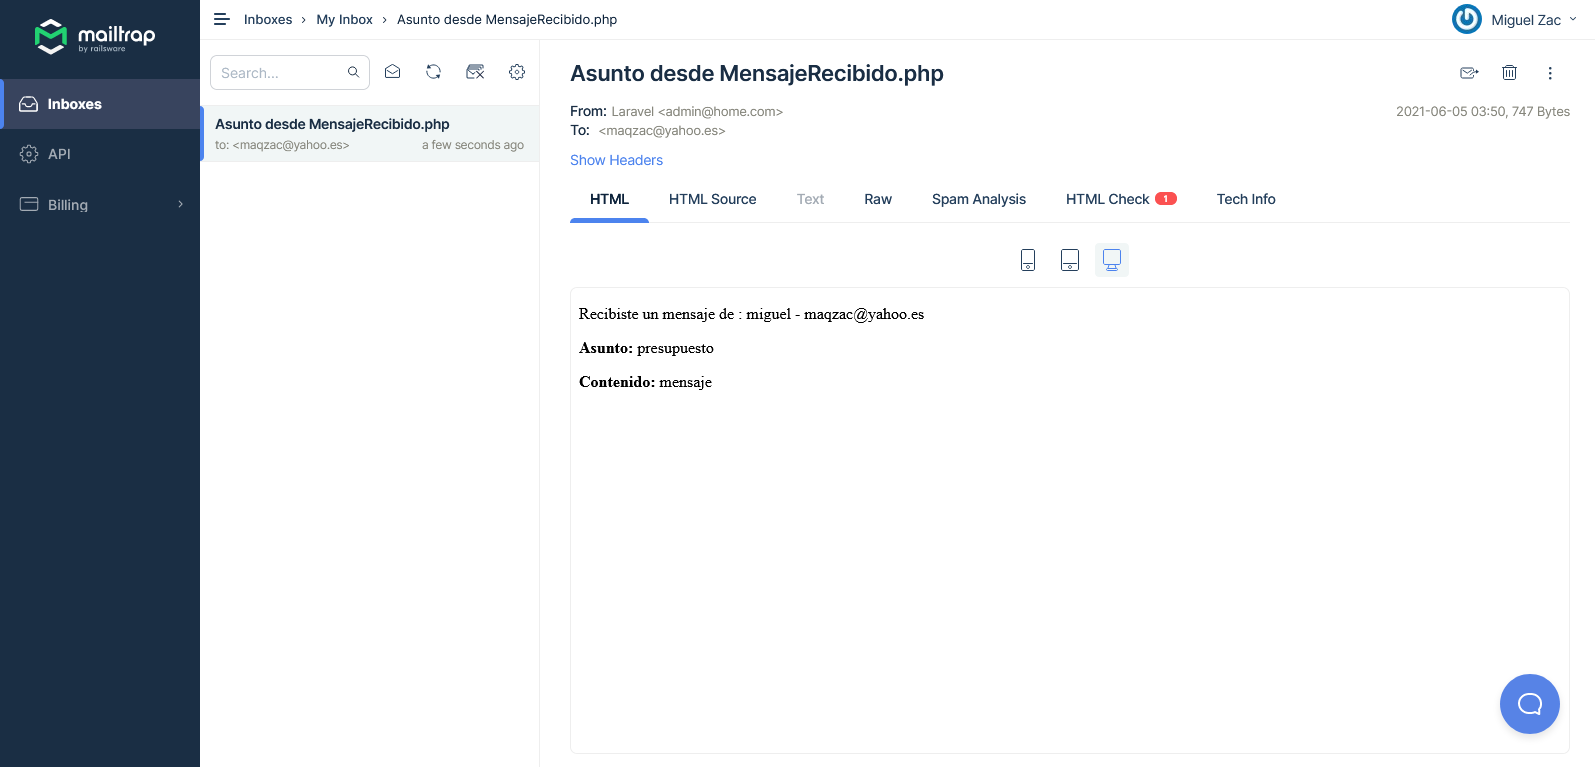 mailtrap
by railsware
Inboxes
API
Billing
Inboxes › My Inbox › Asunto desde MensajeRecibido.php
Miguel Zac
Search...
Asunto desde MensajeRecibido.php
to: <maqzac@yahoo.es> a few seconds ago
Asunto desde MensajeRecibido.php
From: Laravel <admin@home.com> 2021-06-05 03:50, 747 Bytes
To: <maqzac@yahoo.es>
Show Headers
HTML HTML Source Text Raw Spam Analysis HTML Check 1 Tech Info
Recibiste un mensaje de : miguel - maqzac@yahoo.es
Asunto: presupuesto
Contenido: mensaje